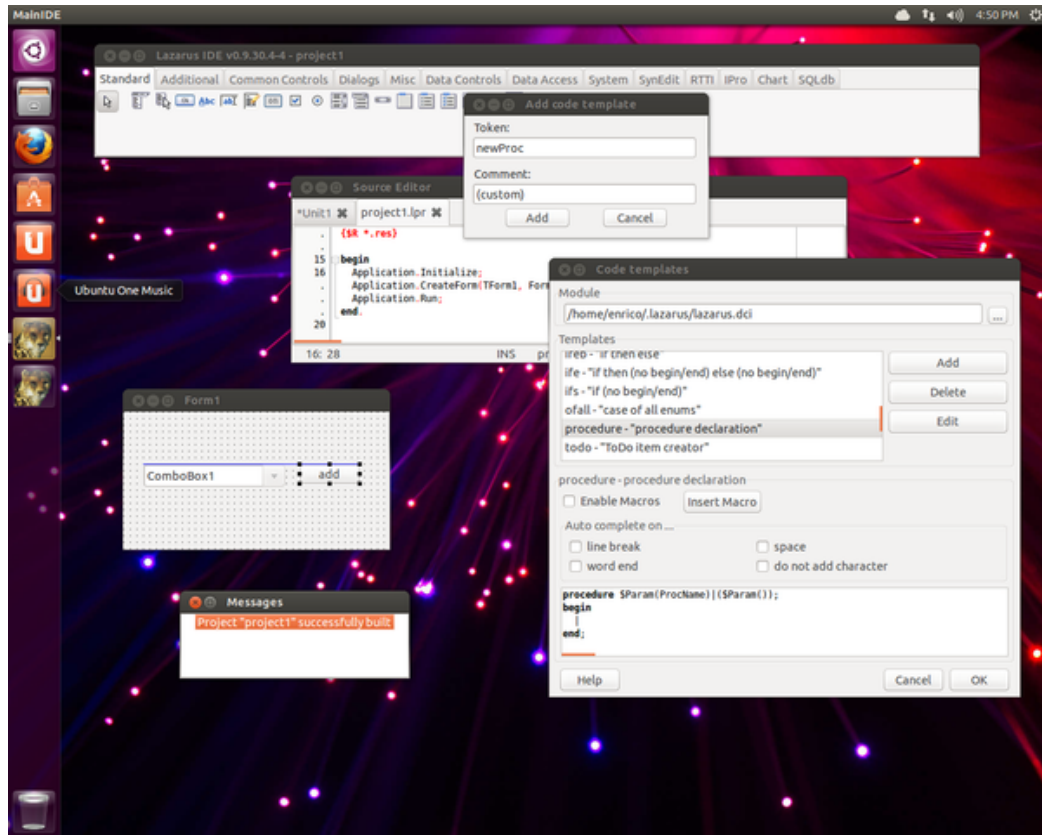 MainIDE
4:50 PM
Lazarus IDE v0.9.30.4-4 - project1
Standard Additional Common Controls Dialogs Misc Data Controls Data Access System SynEdit RTTI IPro Chart SQLdb
Abc
Add code template
Token:
newProc
Comment:
(custom)
Add Cancel
Source Editor
*Unit1 project1.lpr
{$R *.res}
15 begin
16 Application.Initialize;
Application.CreateForm(TForm1, For
Application.Run;
end.
20
16: 28 INS pr
Ubuntu One Music
Code templates
Module
/home/enrico/.lazarus/lazarus.dci ...
Templates
ifeb - "if then else"
ife - "if then (no begin/end) else (no begin/end)"
ifs - "if (no begin/end)"
ofall - "case of all enums"
procedure - "procedure declaration"
todo - "ToDo item creator"
Add
Delete
Edit
procedure - procedure declaration
Enable Macros Insert Macro
Auto complete on ...
line break space
word end do not add character
procedure $Param(ProcName)|($Param());
begin
|
end;
Help Cancel OK
Form1
ComboBox1 add
Messages
Project "project1" successfully built